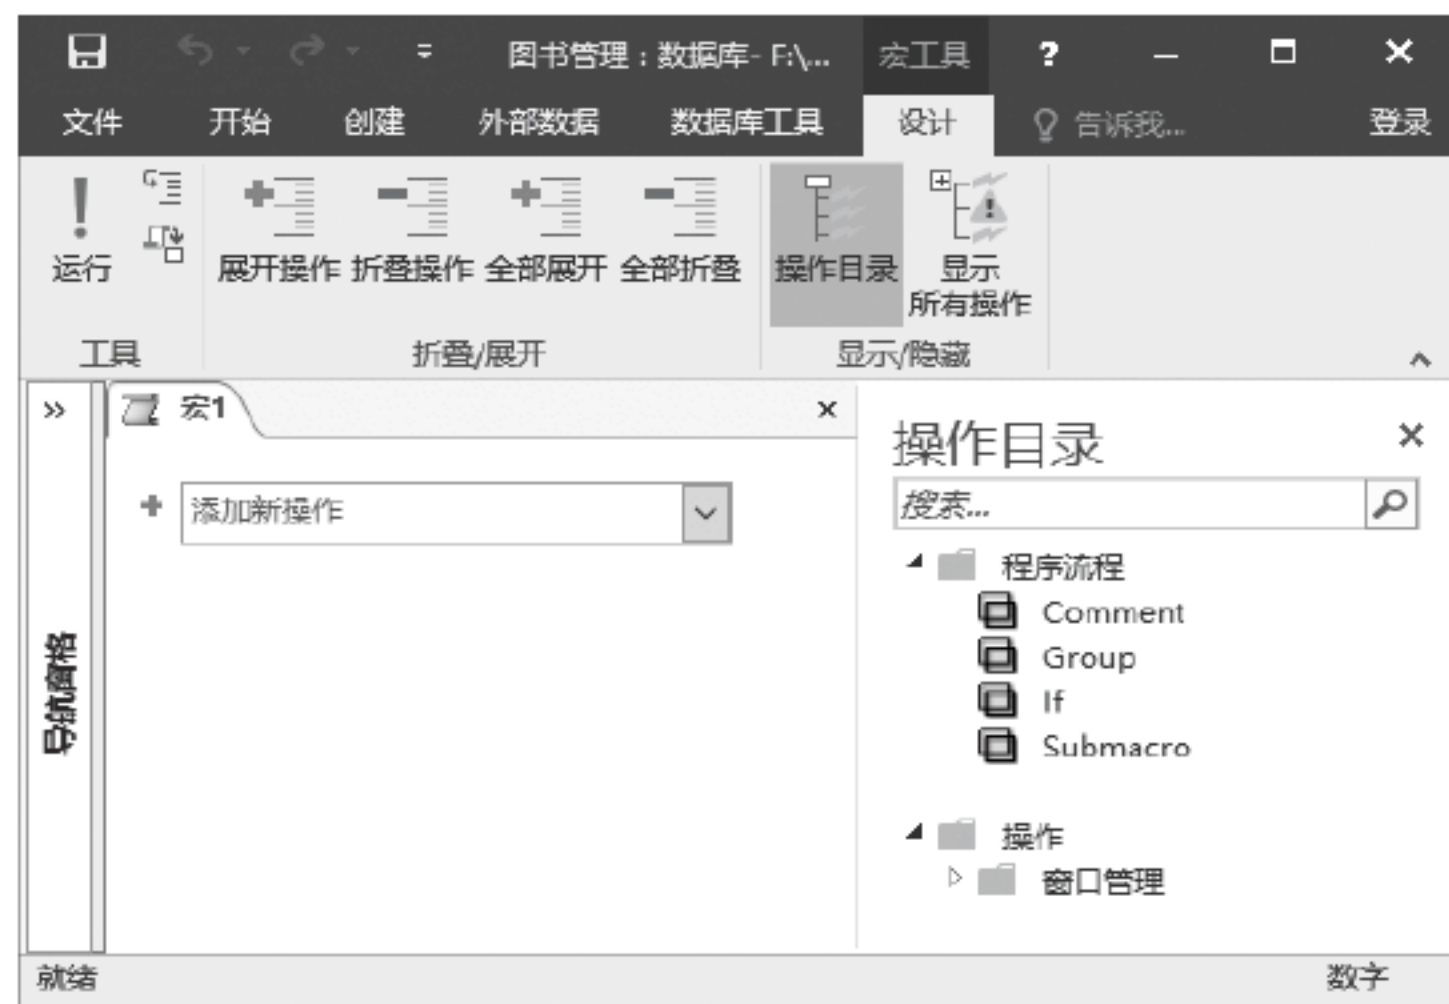 图书管理：数据库- F:\... 宏工具 ?
文件 开始 创建 外部数据 数据库工具 设计 告诉我... 登录
运行 展开操作 折叠操作 全部展开 全部折叠 操作目录 显示
所有操作
工具 折叠/展开 显示/隐藏
» 宏1
操作目录
添加新操作
搜索...
程序流程
Comment
Group
If
Submacro
导航窗格
操作
窗口管理
就绪 数字